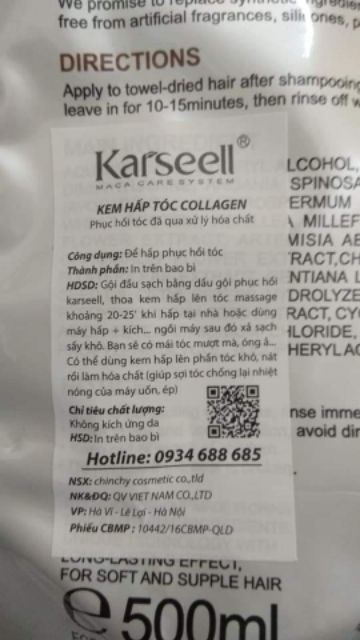 We promise to replace synthetic
free from artificial fragrances, silicones, p
DIRECTIONS
Apply to towel-dried hair after shampooing
leave in for 10-15minutes, then rinse off w
Karseell®
MACA CARE SYSTEM
KEM HẤP TÓC COLLAGEN
Phục hồi tóc đã qua xử lý hóa chất
Công dụng: Để hấp phục hồi tóc
Thành phần: In trên bao bì
HDSD: Gội đầu sạch bằng dầu gội phục hồi
karseell, thoa kem hấp lên tóc massage
khoảng 20-25' khi hấp tại nhà hoặc dùng
máy hấp + kích... ngồi máy sau đó xả sạch
sấy khô. Bạn sẽ có mái tóc mượt mà, óng ả...
Có thể dùng kem hấp lên phần tóc khô, nát
rồi làm hóa chất (giúp sợi tóc chống lại nhiệt
nóng của máy uốn, ép)
Chỉ tiêu chất lượng:
Không kích ứng da
HSD: In trên bao bì
Hotline: 0934 688 685
NSX: chinchy cosmetic co.,tld
NK&ĐQ: QV VIET NAM CO.,LTD
VP: Hà Vĩ - Lê Lợi - Hà Nội
Phiếu CBMP : 10442/16CBMP-QLD
LCOHOL,
SPINOSA
ERMUM
MILLEF
MISIA AB
TRACT,CH
NTIANA L
DROLYZE
RACT, CY
HLORIDE,
HERYLAC
nse imme
avoid dir
LONG-LASTING EFFECT,
FOR SOFT AND SUPPLE HAIR
e500ml